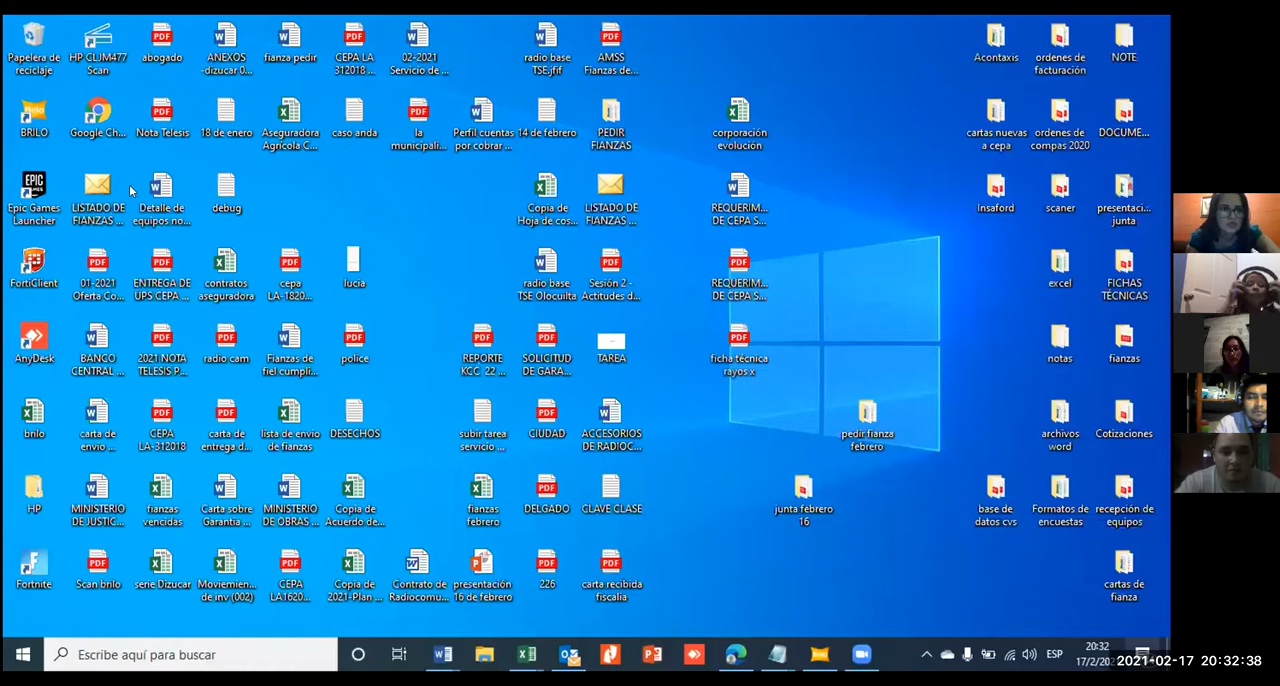 Papelera de
reciclaje
HP CLJM477
Scan
abogado
ANEXOS
-dizucar 0...
fianza pedir
CEPA LA
312018 ...
02-2021
Servicio de ...
radio base
TSE.jfif
AMSS
Fianzas de...
Acontaxis
ordenes de
facturación
NOTE
BRILO
Google Ch...
Nota Telesis
18 de enero
Aseguradora
Agrícola C...
caso anda
la
municipali...
Perfil cuentas
por cobrar ...
14 de febrero
PEDIR
FIANZAS
corporación
evolución
cartas nuevas
a cepa
ordenes de
compas 2020
DOCUME...
Epic Games
Launcher
LISTADO DE
FIANZAS ...
Detalle de
equipos no...
debug
Copia de
Hoja de cos...
LISTADO DE
FIANZAS ...
REQUERIM...
DE CEPA S...
Insaford
scaner
presentaci...
junta
FortiClient
01-2021
Oferta Co...
ENTREGA DE
UPS CEPA ...
contratos
aseguradora
cepa
LA-1820...
lucia
radio base
TSE Olocuilta
Sesión 2 -
Actitudes d...
REQUERIM...
DE CEPA S...
excel
FICHAS
TÉCNICAS
AnyDesk
BANCO
CENTRAL ...
2021 NOTA
TELESIS P...
radio cam
Fianzas de
fiel cumpli...
police
REPORTE
KCC 22 ...
SOLICITUD
DE GARA...
TAREA
ficha técnica
rayos x
notas
fianzas
brilo
carta de
envio ...
CEPA
LA-312018
carta de
entrega d...
lista de envio
de fianzas
DESECHOS
subir tarea
servicio ...
CIUDAD
ACCESORIOS
DE RADIOC...
pedir fianza
febrero
archivos
word
Cotizaciones
HP
MINISTERIO
DE JUSTIC...
fianzas
vencidas
Carta sobre
Garantia ...
MINISTERIO
DE OBRAS ...
Copia de
Acuerdo de...
fianzas
febrero
DELGADO
CLAVE CLASE
junta febrero
16
base de
datos cvs
Formatos de
encuestas
recepción de
equipos
Fortnite
Scan brilo
serie Dizucar
Moviemien...
de inv (002)
CEPA
LA1620...
Copia de
2021-Plan ...
Contrato de
Radiocomu...
presentación
16 de febrero
226
carta recibida
fiscalia
cartas de
fianza
Escribe aquí para buscar
ESP
20:32
17/2/20
2021-02-17 20:32:38